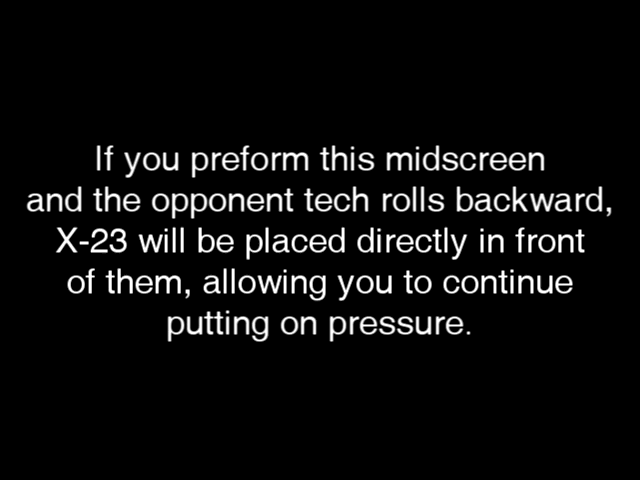 If you preform this midscreen
and the opponent tech rolls backward,
X-23 will be placed directly in front
of them, allowing you to continue
putting on pressure.